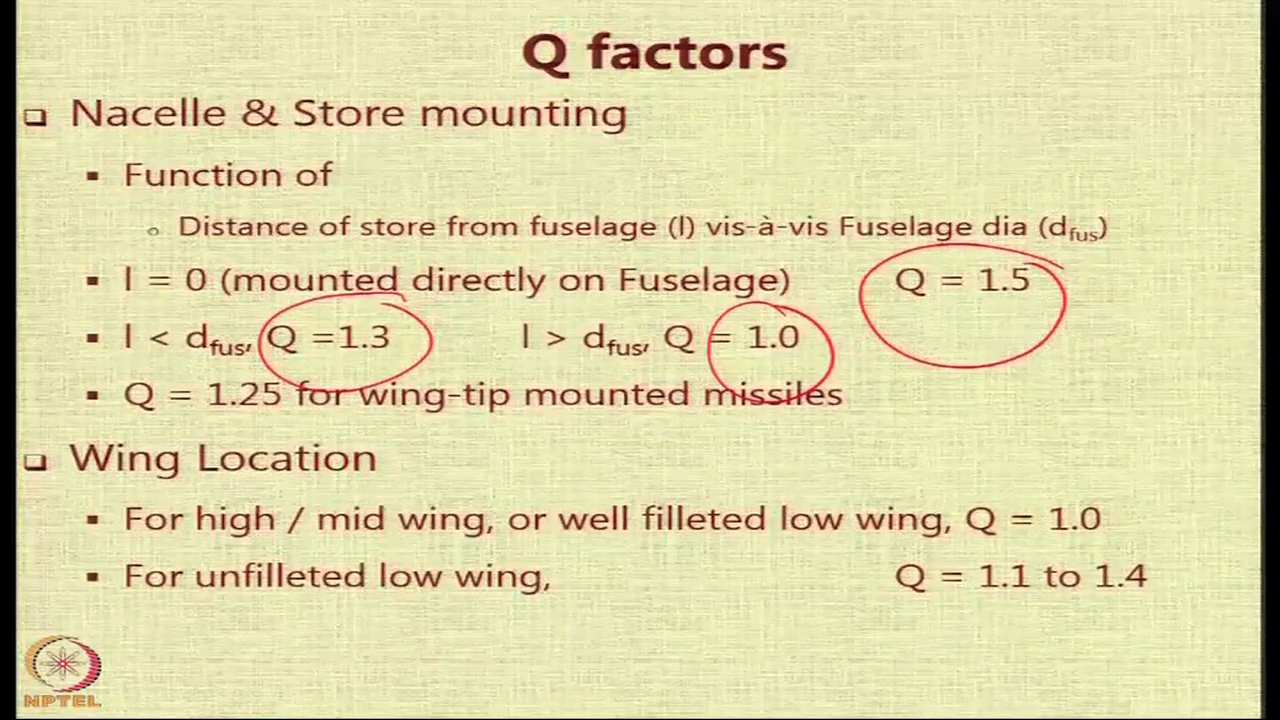 Q factors
Nacelle & Store mounting
Function of
Distance of store from fuselage (l) vis-à-vis Fuselage dia (dfus)
l = 0 (mounted directly on Fuselage) Q = 1.5
l < dfus, Q =1.3 l > dfus, Q = 1.0
Q = 1.25 for wing-tip mounted missiles
Wing Location
For high / mid wing, or well filleted low wing, Q = 1.0
For unfilleted low wing, Q = 1.1 to 1.4
NPTEL